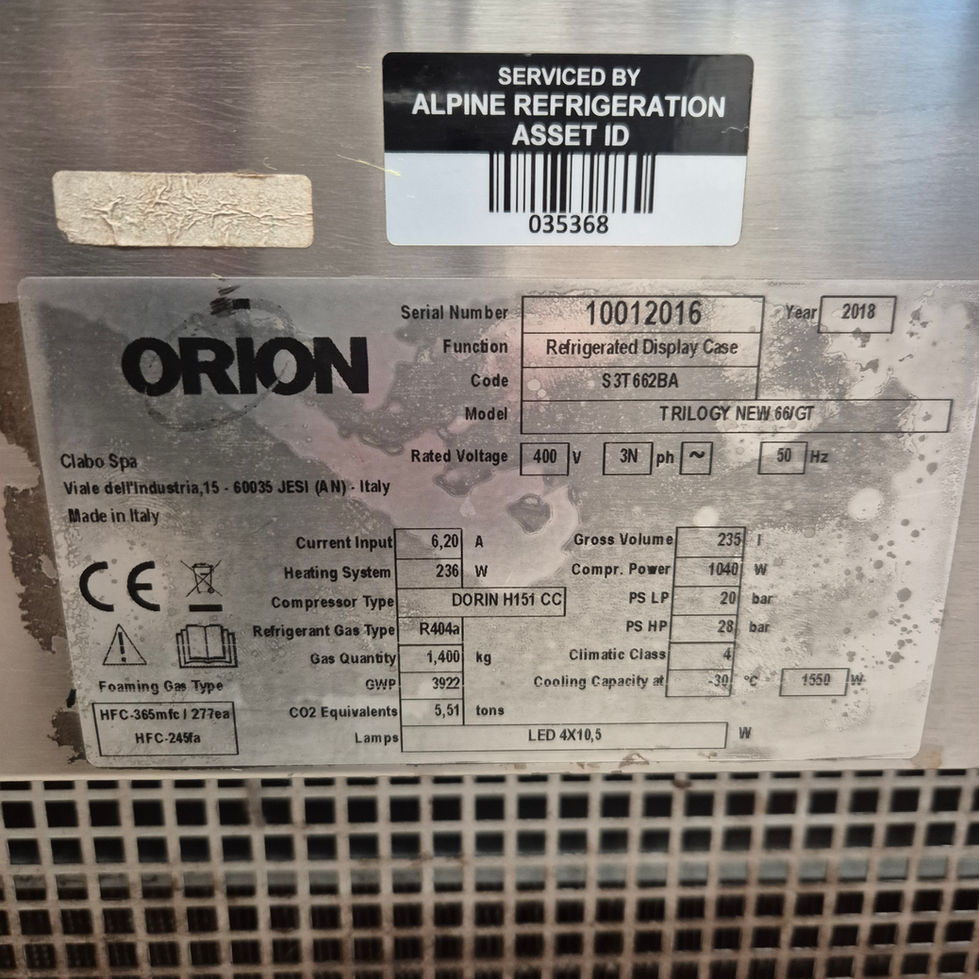 SERVICED BY
ALPINE REFRIGERATION
ASSET ID
035368
ORION
Serial Number 10012016 Year 2018
Function Refrigerated Display Case
Code S3T662BA
Model TRILOGY NEW 66/GT
Rated Voltage 400 V 3N ph ~ 50 Hz
Clabo Spa
Viale dell'Industria,15 - 60035 JESI (AN) - Italy
Made in Italy
Current Input 6,20 A Gross Volume 235 l
Heating System 236 W Compr. Power 1040 W
Compressor Type DORIN H151 CC PS LP 20 bar
Refrigerant Gas Type R404a PS HP 28 bar
Gas Quantity 1,400 kg Climatic Class 4
GWP 3922 Cooling Capacity at -30 °C 1550 W
CO2 Equivalents 5,51 tons
Lamps LED 4X10,5 W
CE
Foaming Gas Type
HFC-365mfc / 277ea
HFC-245fa